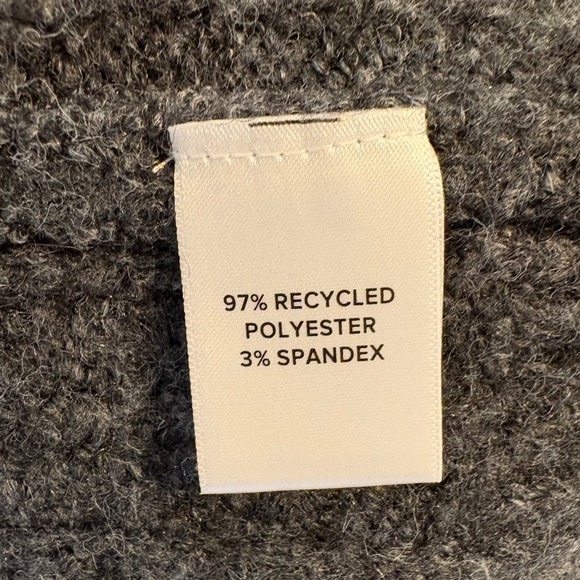 97% RECYCLED
POLYESTER
3% SPANDEX